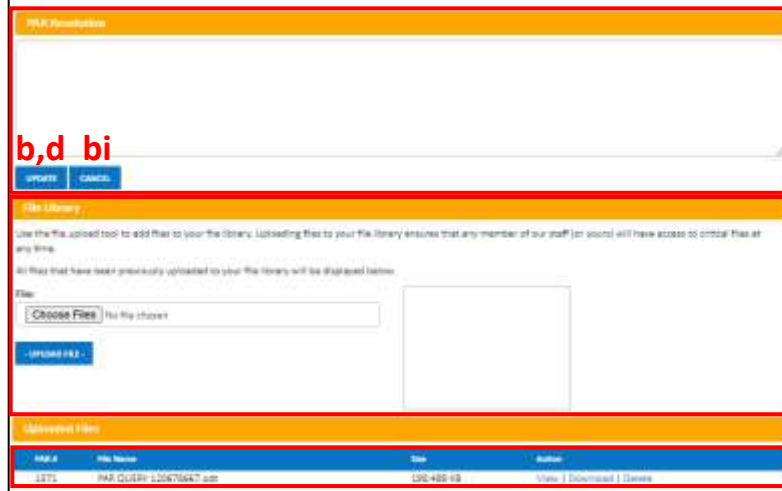 PAR Resolution
b,d bi
UPDATE CANCEL
File Library
Use the file upload tool to add files to your file library. Uploading files to your file library ensures that any member of our staff (or yours) will have access to critical files at
any time.
All files that have been previously uploaded to your file library will be displayed below.
File:
Choose Files No file chosen
- UPLOAD FILE -
Uploaded Files
PAR # File Name Size Action
1571 PAR QUERY View | Download | Delete